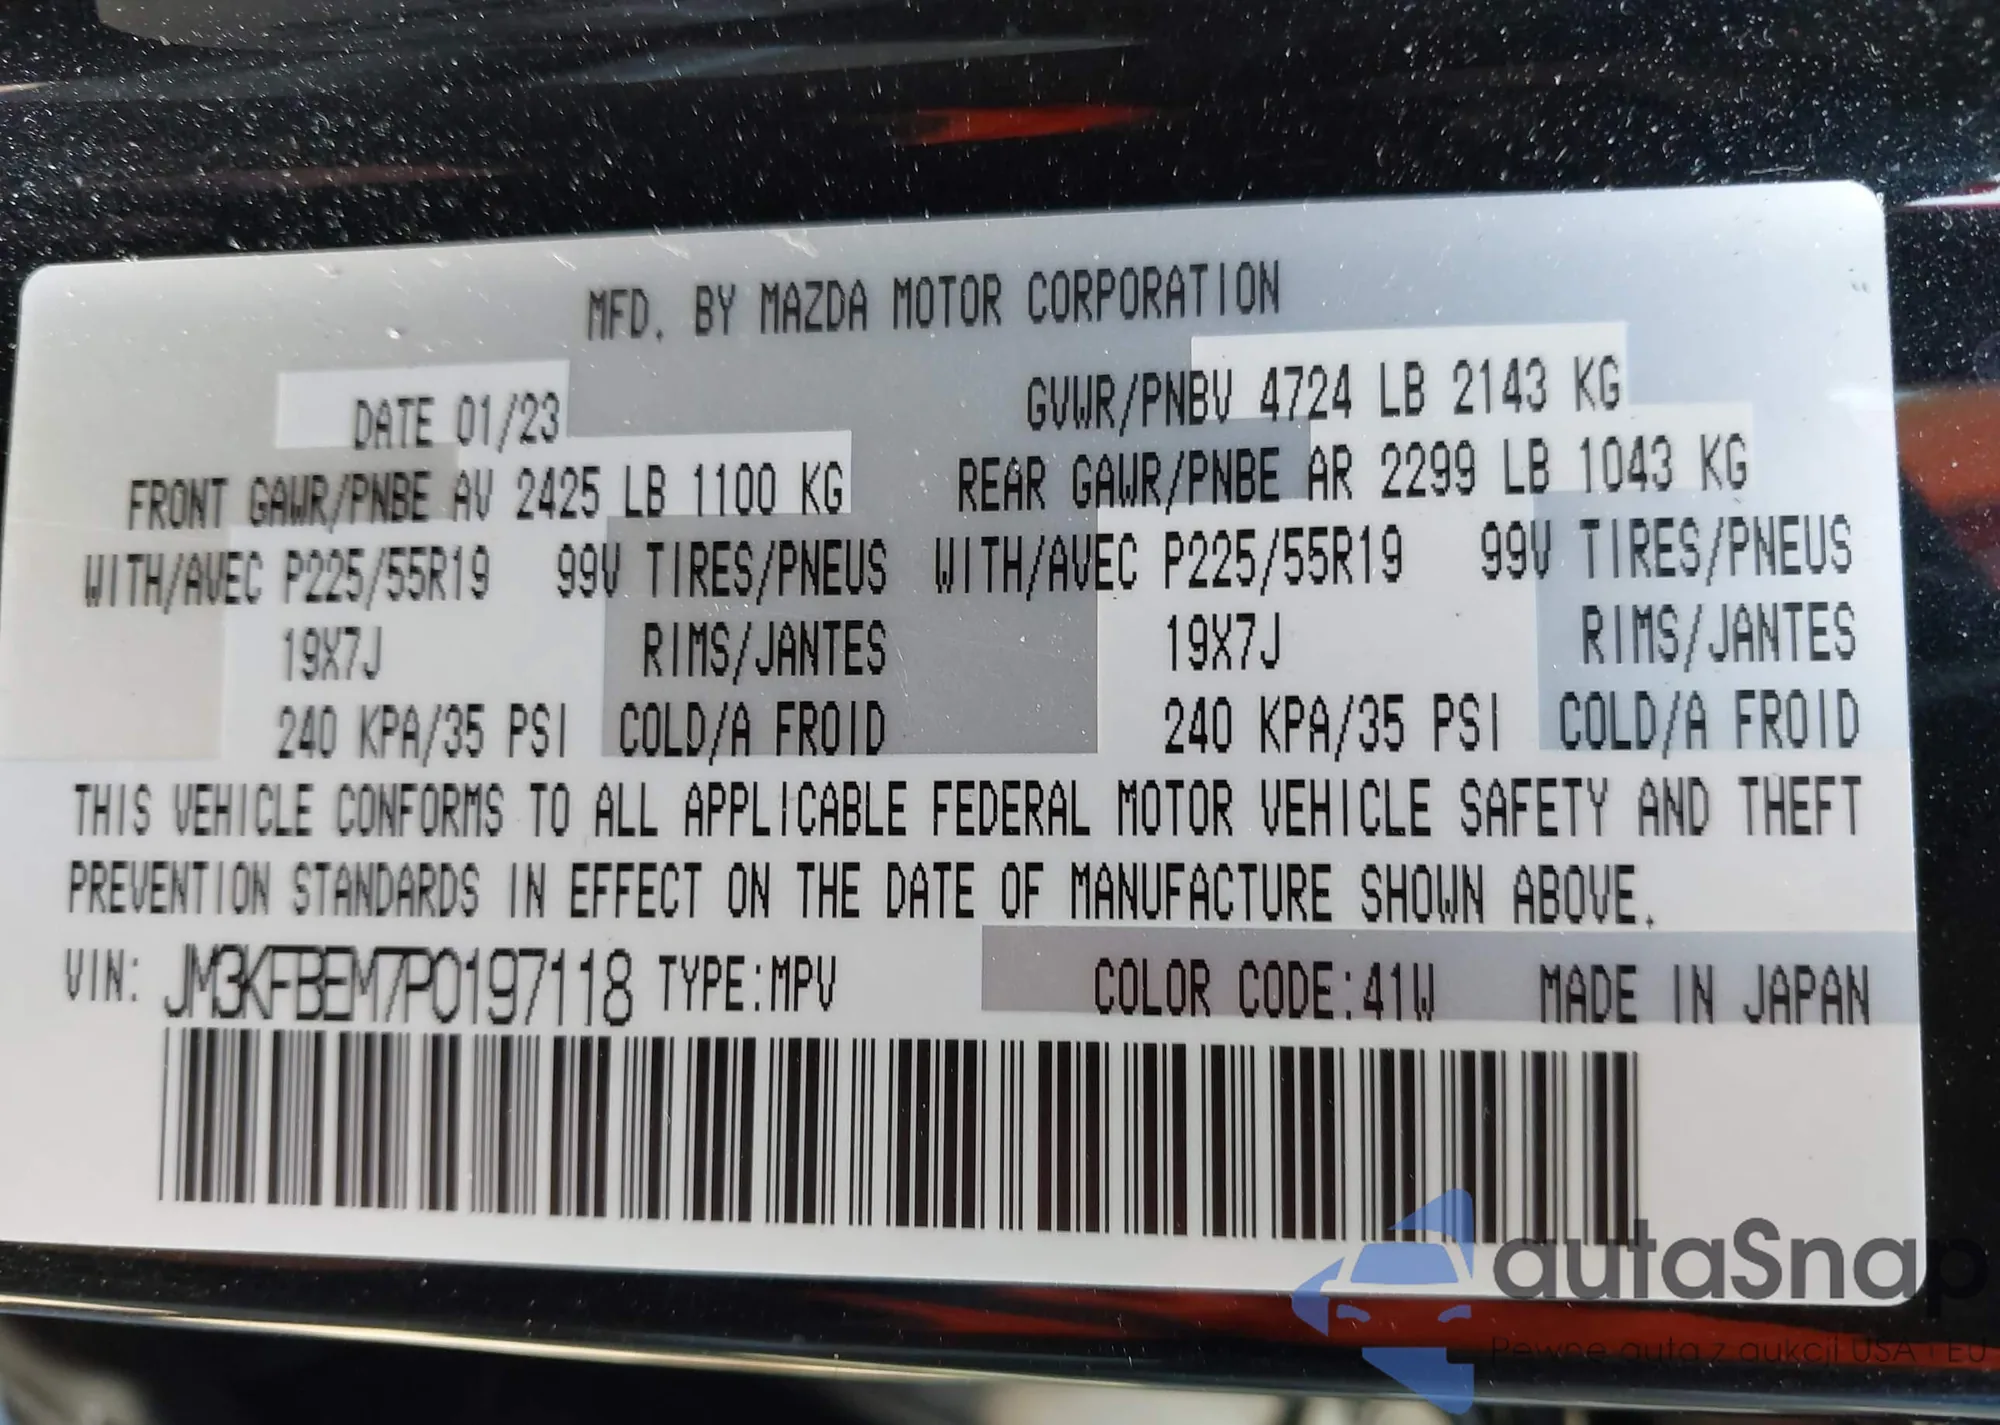 MFD. BY MAZDA MOTOR CORPORATION
DATE 01/23 GVWR/PNBV 4724 LB 2143 KG
FRONT GAWR/PNBE AV 2425 LB 1100 KG REAR GAWR/PNBE AR 2299 LB 1043 KG
WITH/AVEC P225/55R19 99V TIRES/PNEUS WITH/AVEC P225/55R19 99V TIRES/PNEUS
19X7J RIMS/JANTES 19X7J RIMS/JANTES
240 KPA/35 PSI COLD/A FROID 240 KPA/35 PSI COLD/A FROID
THIS VEHICLE CONFORMS TO ALL APPLICABLE FEDERAL MOTOR VEHICLE SAFETY AND THEFT
PREVENTION STANDARDS IN EFFECT ON THE DATE OF MANUFACTURE SHOWN ABOVE.
VIN: JM3KFBEM7P0197118 TYPE:MPV COLOR CODE:41W MADE IN JAPAN
autaSnap
Pewne auta z aukcji USA i EU